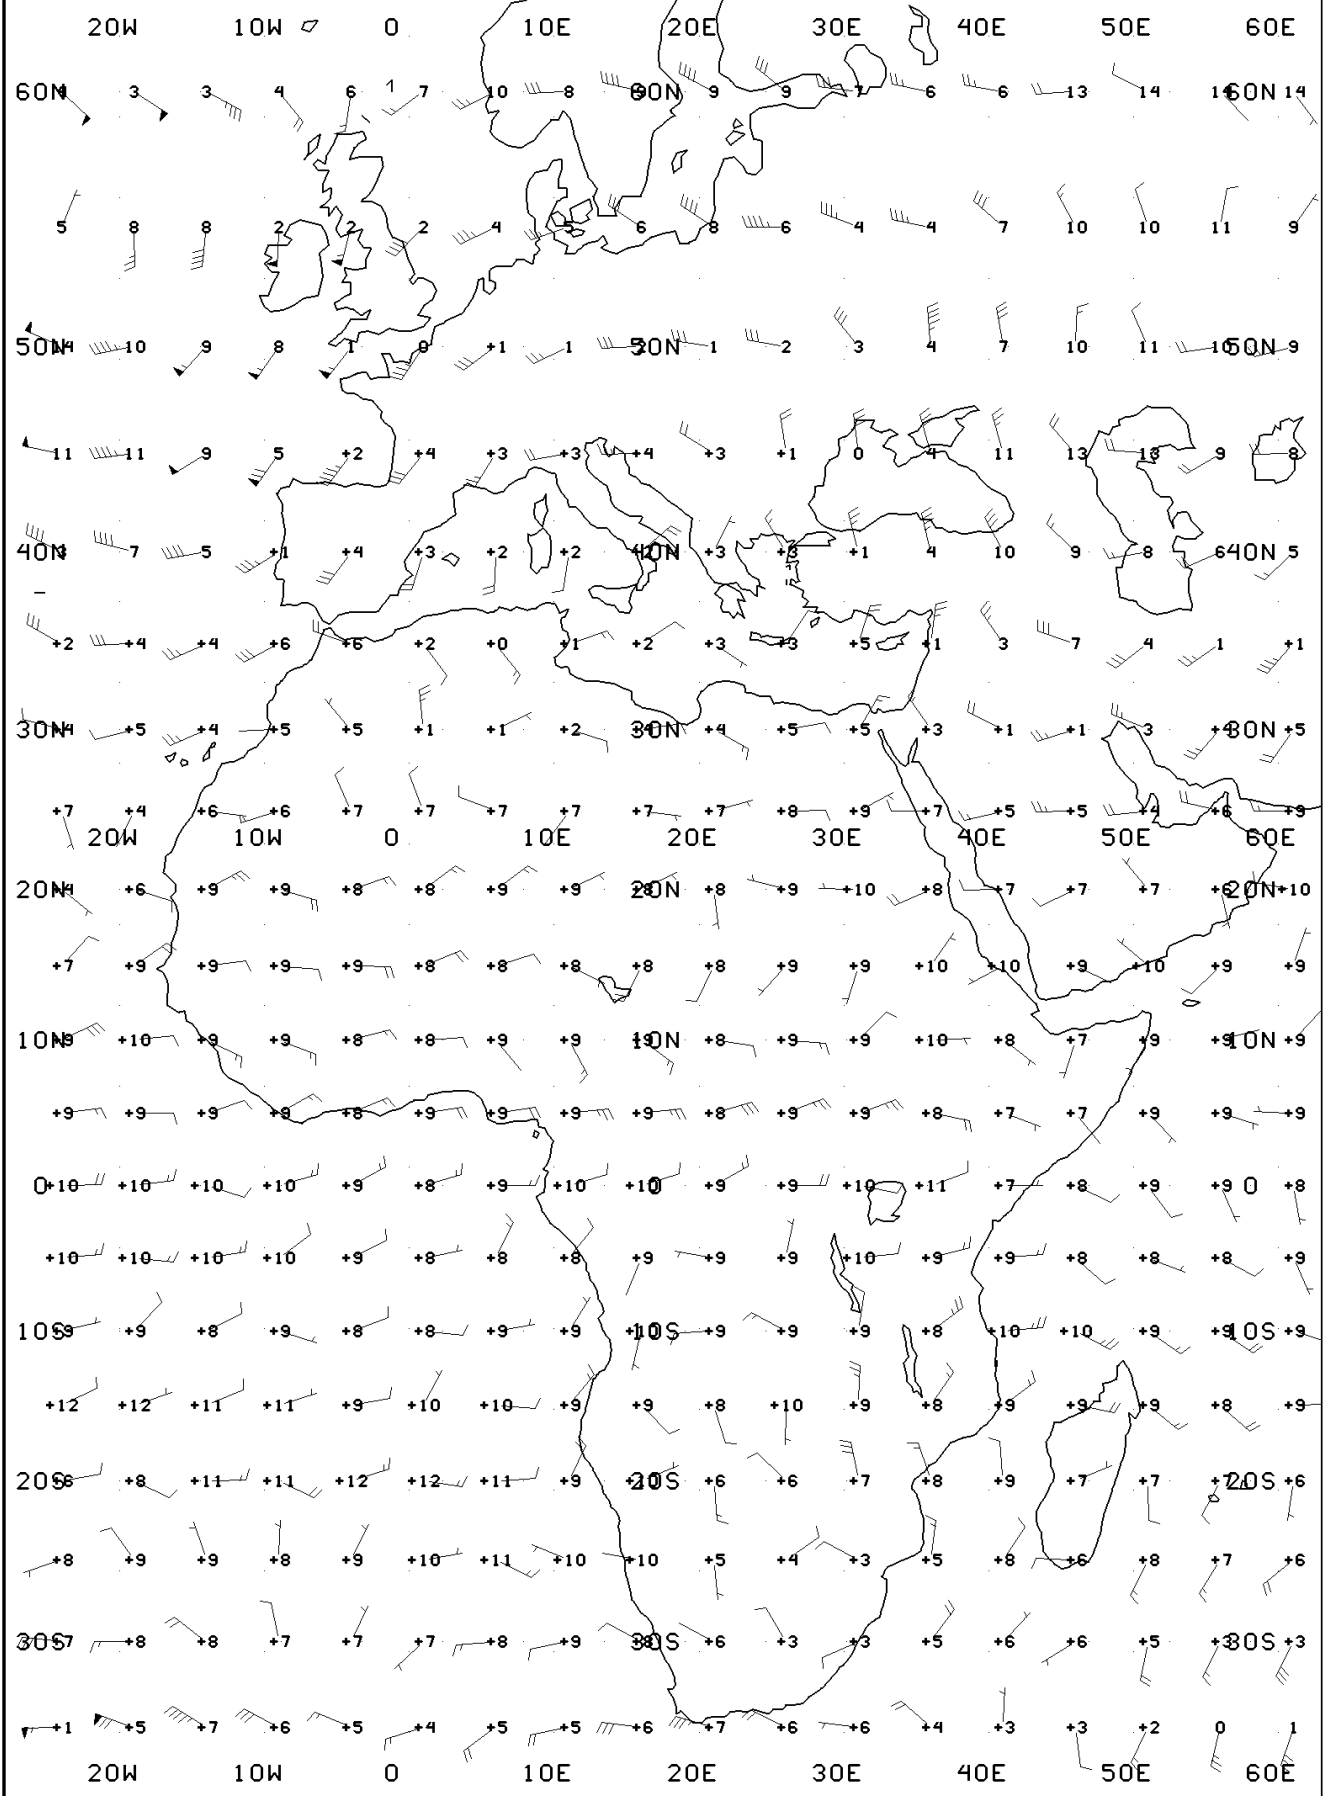 20W 10W 0 10E 20E 30E 40E 50E 60E
60N 3 3 4 6 1 7 10 8 60N 9 9 7 6 6 13 14 60N 14
5 8 8 2 2 2 4 5 6 8 6 4 4 7 10 10 11 9
50N 10 9 8 1 0 +1 1 50N 1 2 3 4 7 10 11 10 50N 9
11 11 9 5 +2 +4 +3 +3 +4 +3 +1 0 4 11 13 13 9 8
40N 7 5 +1 +4 +3 +2 +2 40N +3 +3 +1 4 10 9 8 6 40N 5
+2 +4 +4 +6 +6 +2 +0 +1 +2 +3 +3 +5 +1 3 7 4 1 +1
30N +5 +4 +5 +5 +1 +1 +2 30N +4 +5 +5 +3 +1 +1 3 +4 30N +5
+7 +4 +6 +6 +7 +7 +7 +7 +7 +7 +8 +9 +7 +5 +5 +4 +6 +9
20W 10W 0 10E 20E 30E 40E 50E 60E
20N +6 +9 +9 +8 +8 +9 +9 20N +8 +9 +10 +8 +7 +7 +7 +6 20N +10
+7 +9 +9 +9 +9 +8 +8 +8 +8 +8 +9 +9 +10 +10 +9 +10 +9 +9
10N +10 +9 +9 +8 +8 +9 +9 10N +8 +9 +9 +10 +8 +7 +9 +9 10N +9
+9 +9 +9 +9 +8 +9 +9 +9 +9 +8 +9 +9 +8 +7 +7 +9 +9 +9
0 +10 +10 +10 +10 +9 +8 +9 +10 +10 0 +9 +9 +10 +11 +7 +8 +9 +9 0 +8
+10 +10 +10 +10 +9 +8 +8 +8 +9 +9 +9 +10 +9 +9 +8 +8 +8 +9
10S +9 +8 +9 +8 +8 +9 +9 10S +9 +9 +9 +8 +10 +10 +9 +9 10S +9
+12 +12 +11 +11 +9 +10 +10 +9 +9 +8 +10 +9 +8 +9 +9 +9 +8 +9
20S +8 +11 +11 +12 +12 +11 +9 20S +6 +6 +7 +8 +9 +7 +7 +7 20S +6
+8 +9 +9 +8 +9 +10 +11 +10 +10 +5 +4 +3 +5 +8 +6 +8 +7 +6
30S +8 +8 +7 +7 +7 +8 +9 30S +6 +3 +3 +5 +6 +6 +5 +3 30S +3
+1 +5 +7 +6 +5 +4 +5 +5 +6 +7 +6 +6 +4 +3 +3 +2 0 1
20W 10W 0 10E 20E 30E 40E 50E 60E